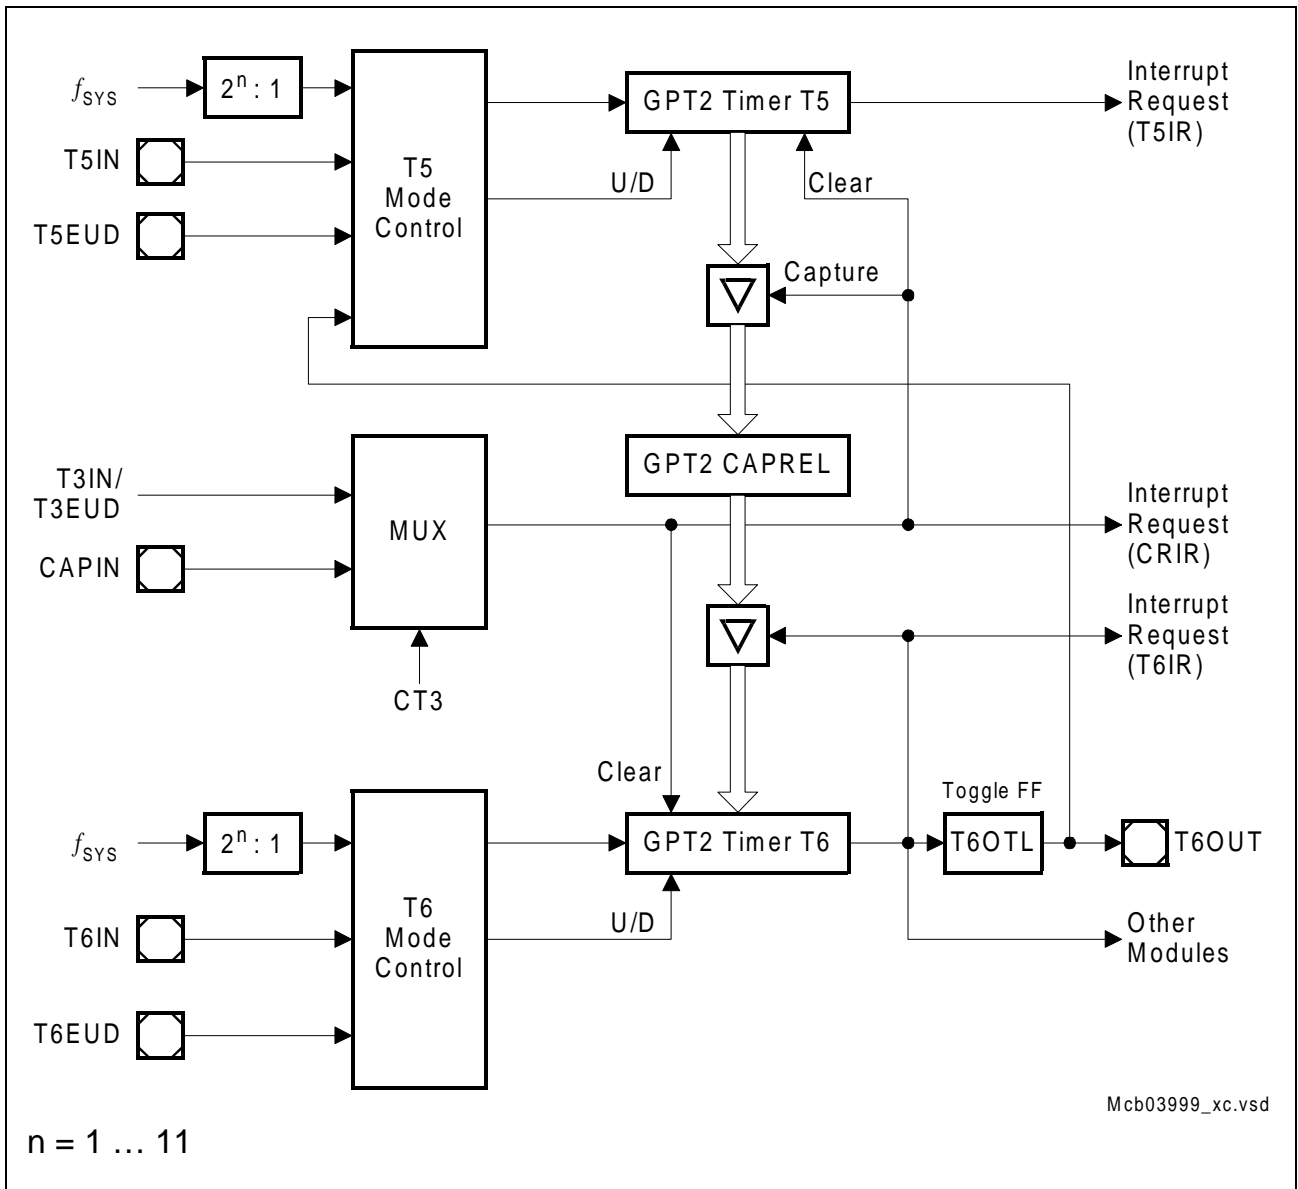 fSYS
2^n : 1
T5IN
T5EUD
T5
Mode
Control
GPT2 Timer T5
U/D
Clear
Interrupt
Request
(T5IR)
Capture
T3IN/
T3EUD
CAPIN
MUX
CT3
GPT2 CAPREL
Interrupt
Request
(CRIR)
Interrupt
Request
(T6IR)
Clear
fSYS
2^n : 1
T6IN
T6EUD
T6
Mode
Control
GPT2 Timer T6
U/D
Toggle FF
T6OTL
T6OUT
Other
Modules
Mcb03999_xc.vsd
n = 1 ... 11